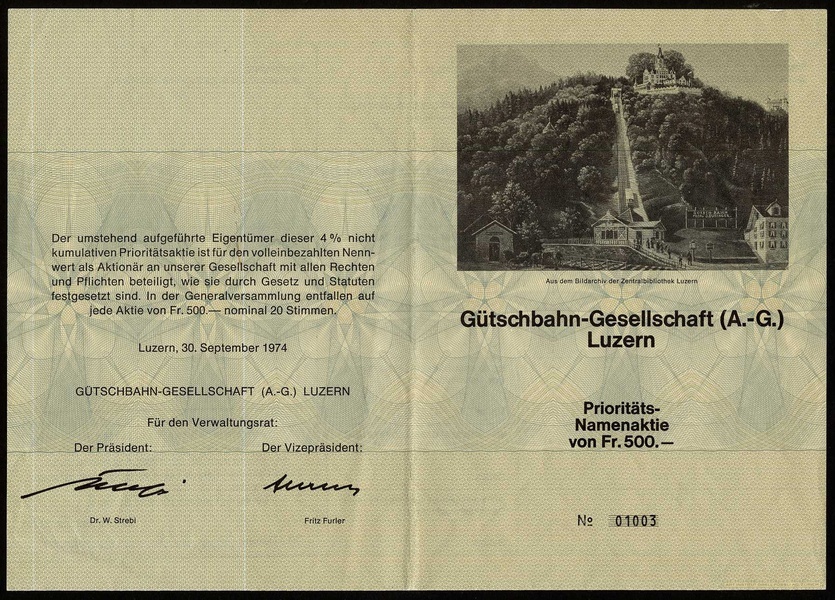 Der umstehend aufgeführte Eigentümer dieser 4% nicht
kumulativen Prioritätsaktie ist für den volleinbezahlten Nenn-
wert als Aktionär an unserer Gesellschaft mit allen Rechten
und Pflichten beteiligt, wie sie durch Gesetz und Statuten
festgesetzt sind. In der Generalversammlung entfallen auf
jede Aktie von Fr. 500.— nominal 20 Stimmen.
Luzern, 30. September 1974
GÜTSCHBAHN-GESELLSCHAFT (A.-G.) LUZERN
Für den Verwaltungsrat:
Der Präsident:
Der Vizepräsident:
Dr. W. Strebi
Fritz Furler
Aus dem Bildarchiv der Zentralbibliothek Luzern
Gütschbahn-Gesellschaft (A.-G.)
Luzern
Prioritäts-
Namenaktie
von Fr. 500.—
№ 01003